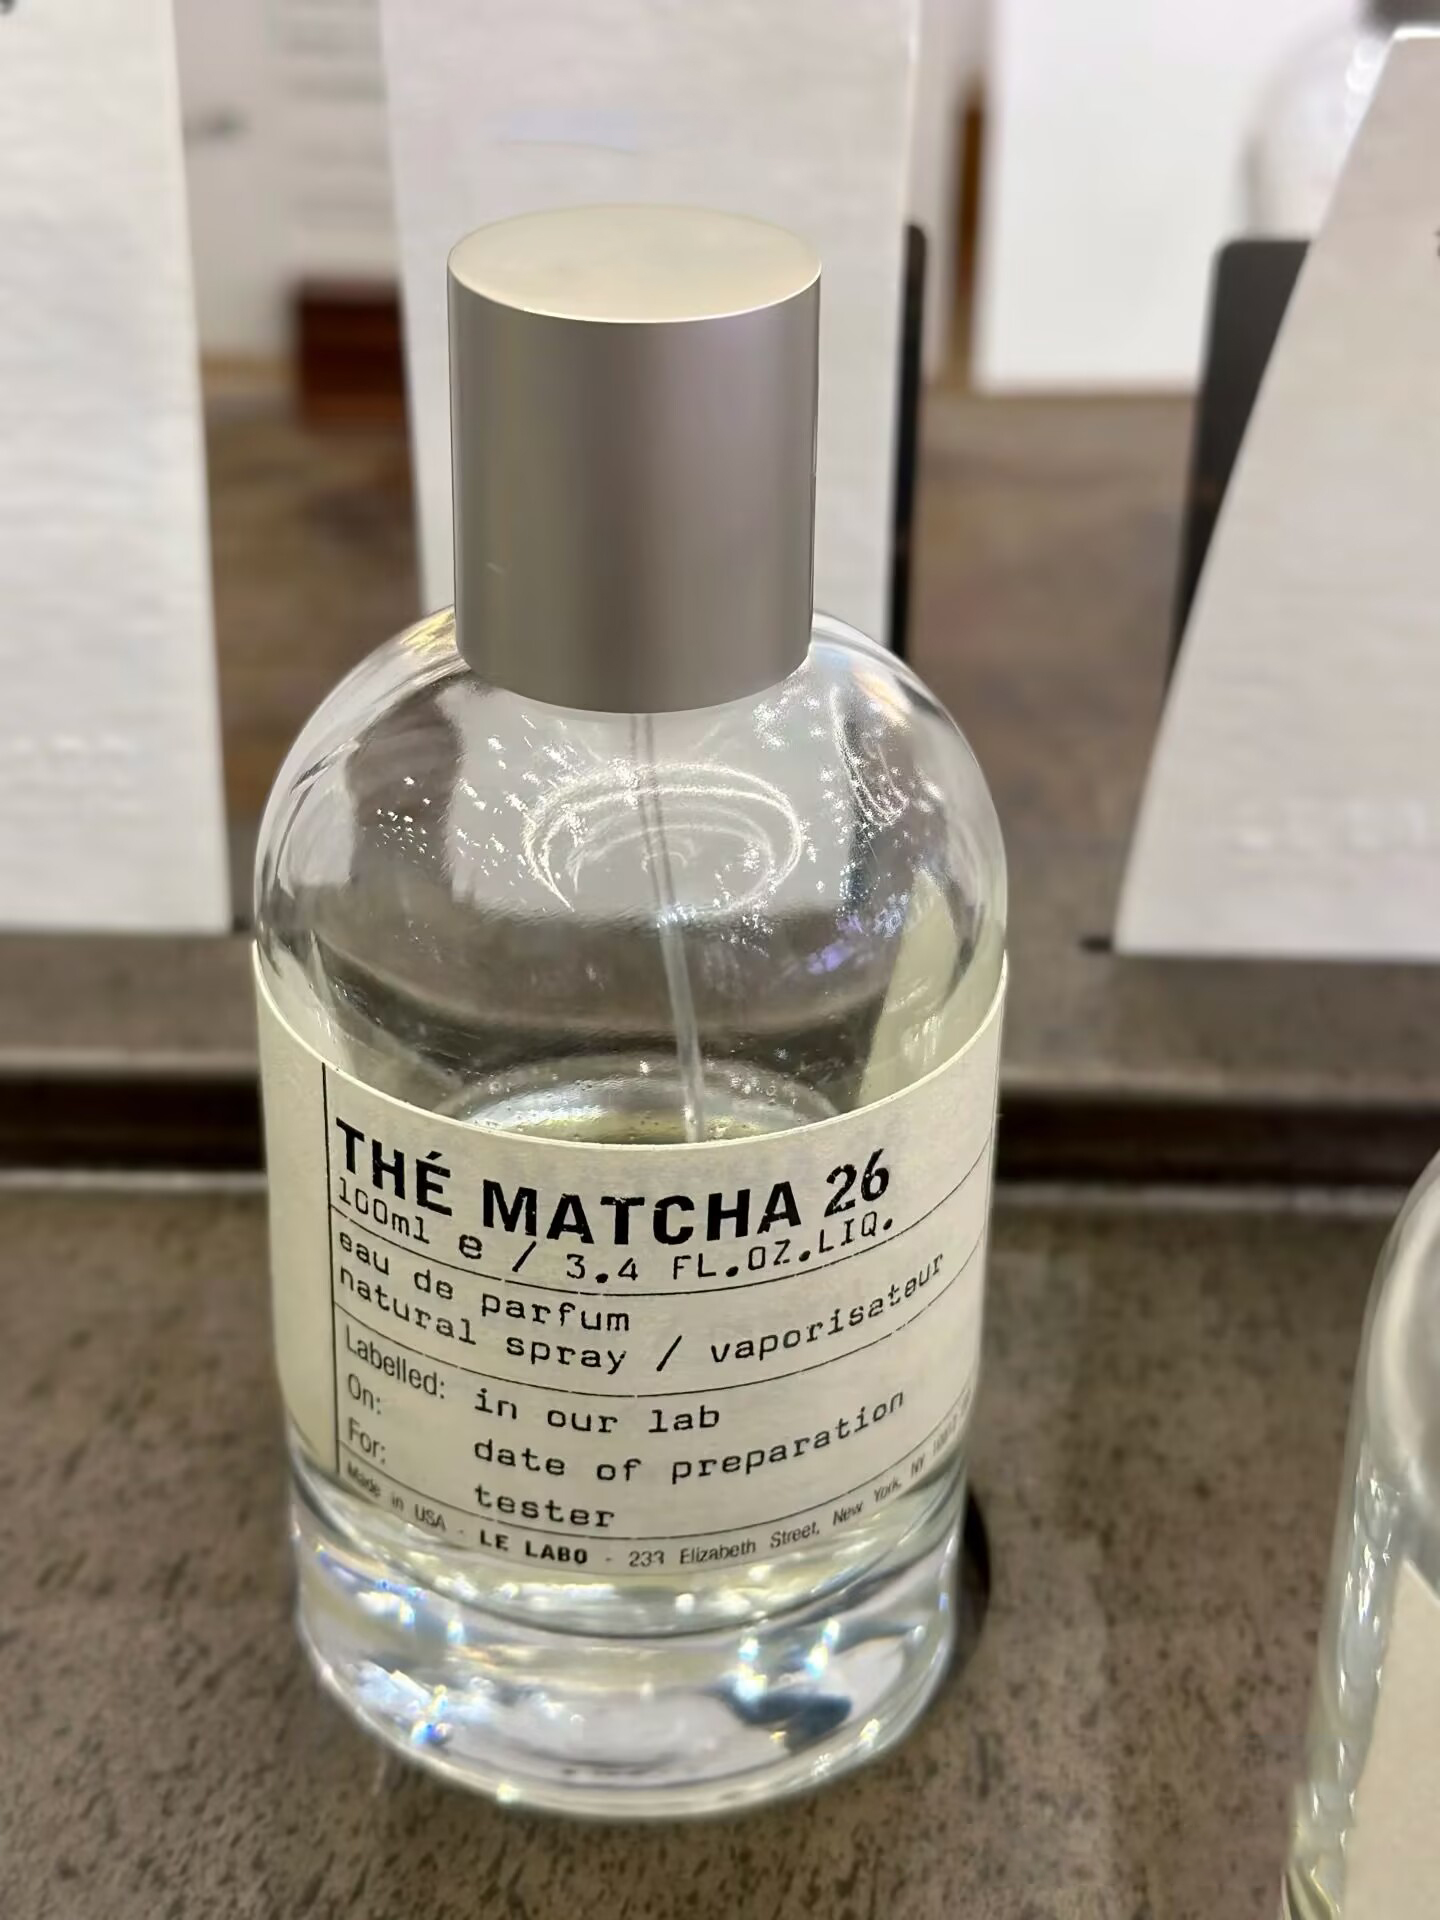 THÉ MATCHA 26
100ml e / 3.4 FL.OZ.LIQ.
eau de parfum
natural spray / vaporisateur
Labelled: in our lab
On: date of preparation
For: tester
Made in USA - LE LABO - 233 Elizabeth Street, New York, NY